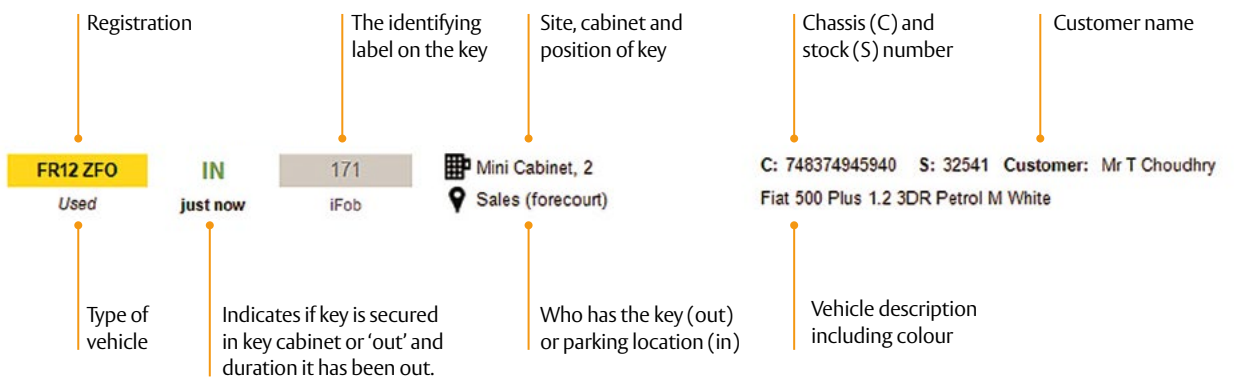 Registration
The identifying
label on the key
Site, cabinet and
position of key
Chassis (C) and
stock (S) number
Customer name
FR12 ZFO
IN
171
Mini Cabinet, 2
C: 748374945940 S: 32541 Customer: Mr T Choudhry
Used
just now
iFob
Sales (forecourt)
Fiat 500 Plus 1.2 3DR Petrol M White
Type of
vehicle
Indicates if key is secured
in key cabinet or ‘out’ and
duration it has been out.
Who has the key (out)
or parking location (in)
Vehicle description
including colour